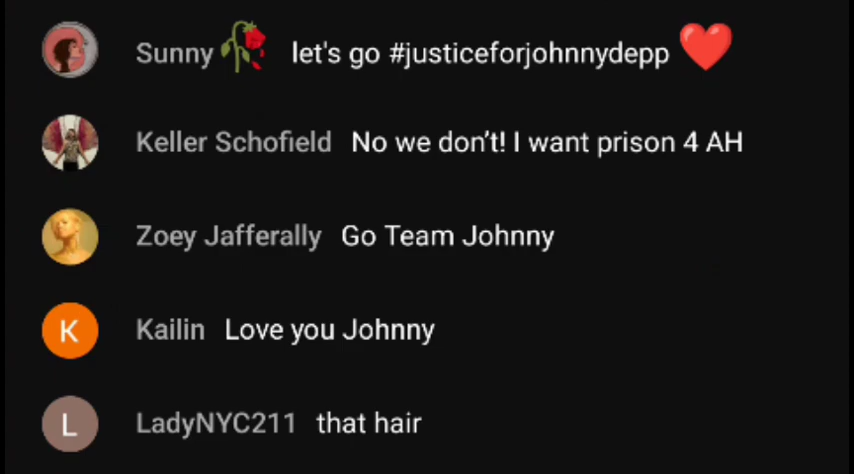 Sunny🥀 let's go #justiceforjohnnydepp ❤️
Keller Schofield No we don’t! I want prison 4 AH
Zoey Jafferally Go Team Johnny
K Kailin Love you Johnny
L LadyNYC211 that hair